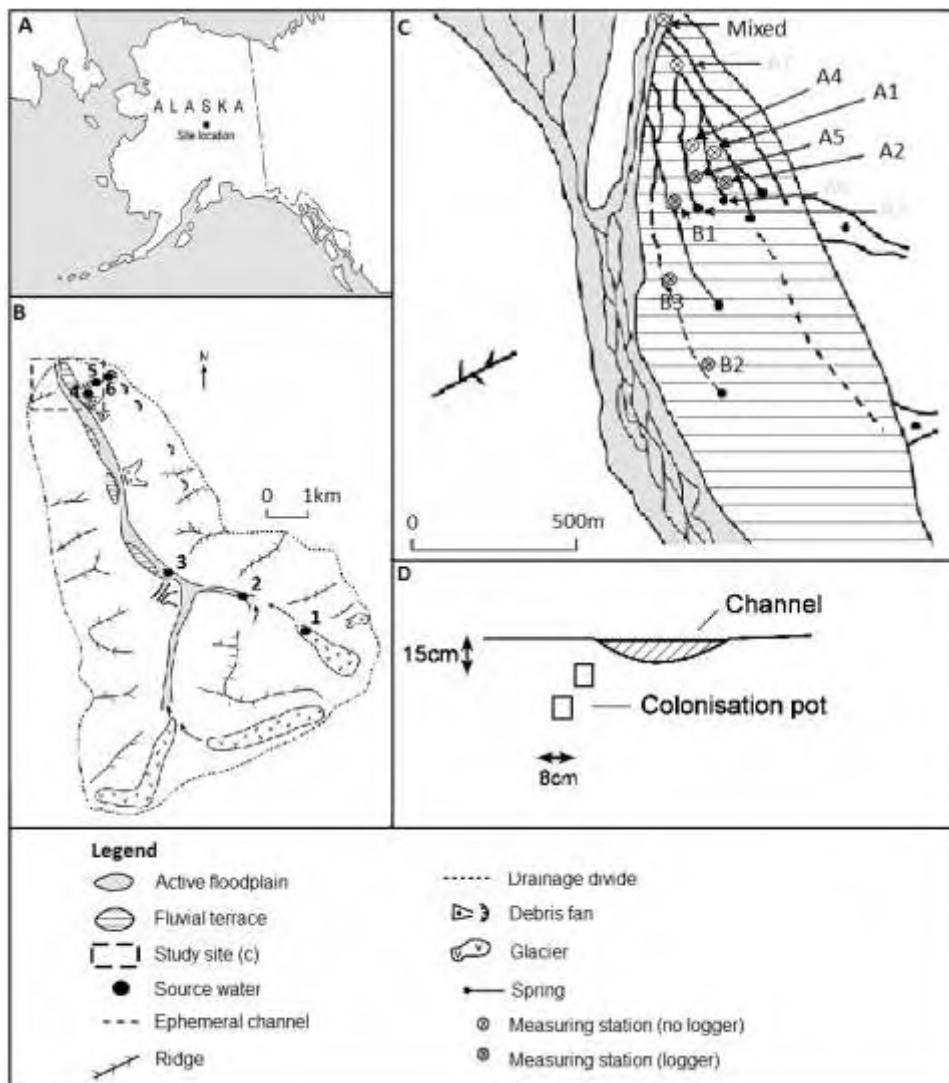 A
ALASKA
Site location
B
N
5
4
6
0 1km
3
2
1
C
Mixed
A4
A1
A5
A2
B1
B3
B2
0 500m
D
Channel
15cm
Colonisation pot
8cm
Legend
Active floodplain
Fluvial terrace
Study site (c)
Source water
Ephemeral channel
Ridge
Drainage divide
Debris fan
Glacier
Spring
Measuring station (no logger)
Measuring station (logger)